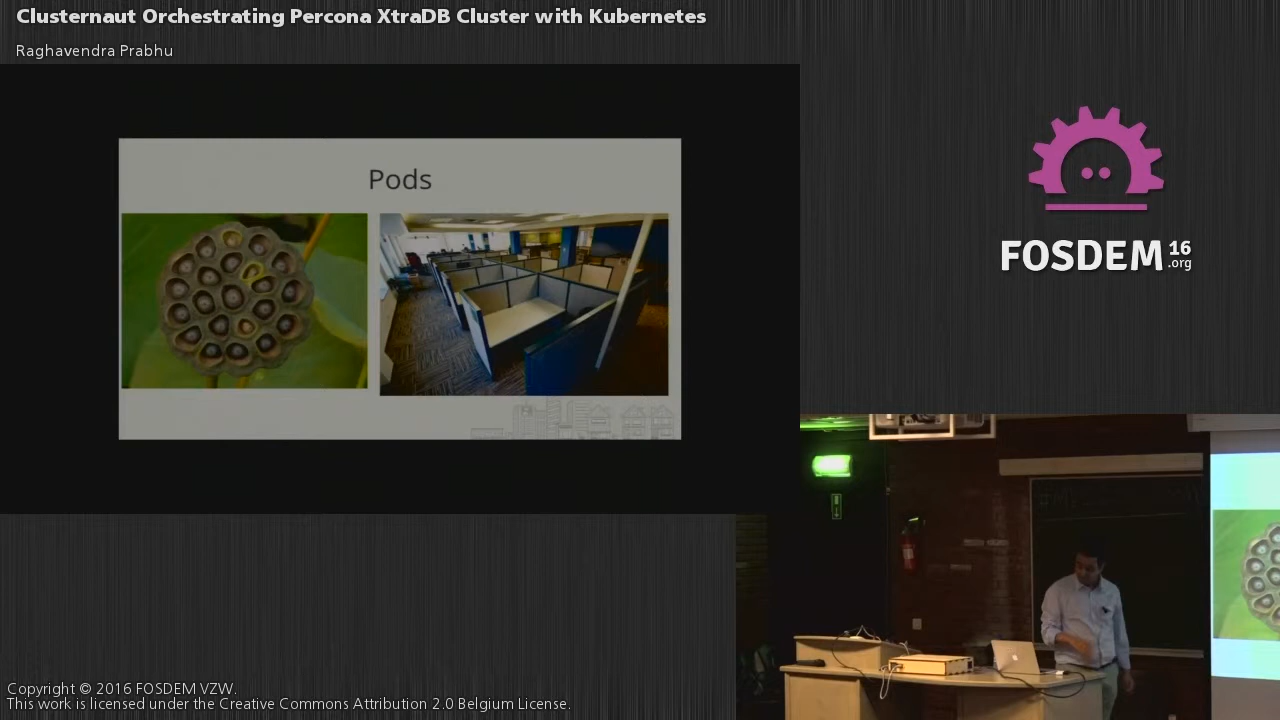 Clusternaut Orchestrating Percona XtraDB Cluster with Kubernetes
Raghavendra Prabhu
Pods
FOSDEM 16
.org
Copyright © 2016 FOSDEM VZW.
This work is licensed under the Creative Commons Attribution 2.0 Belgium License.